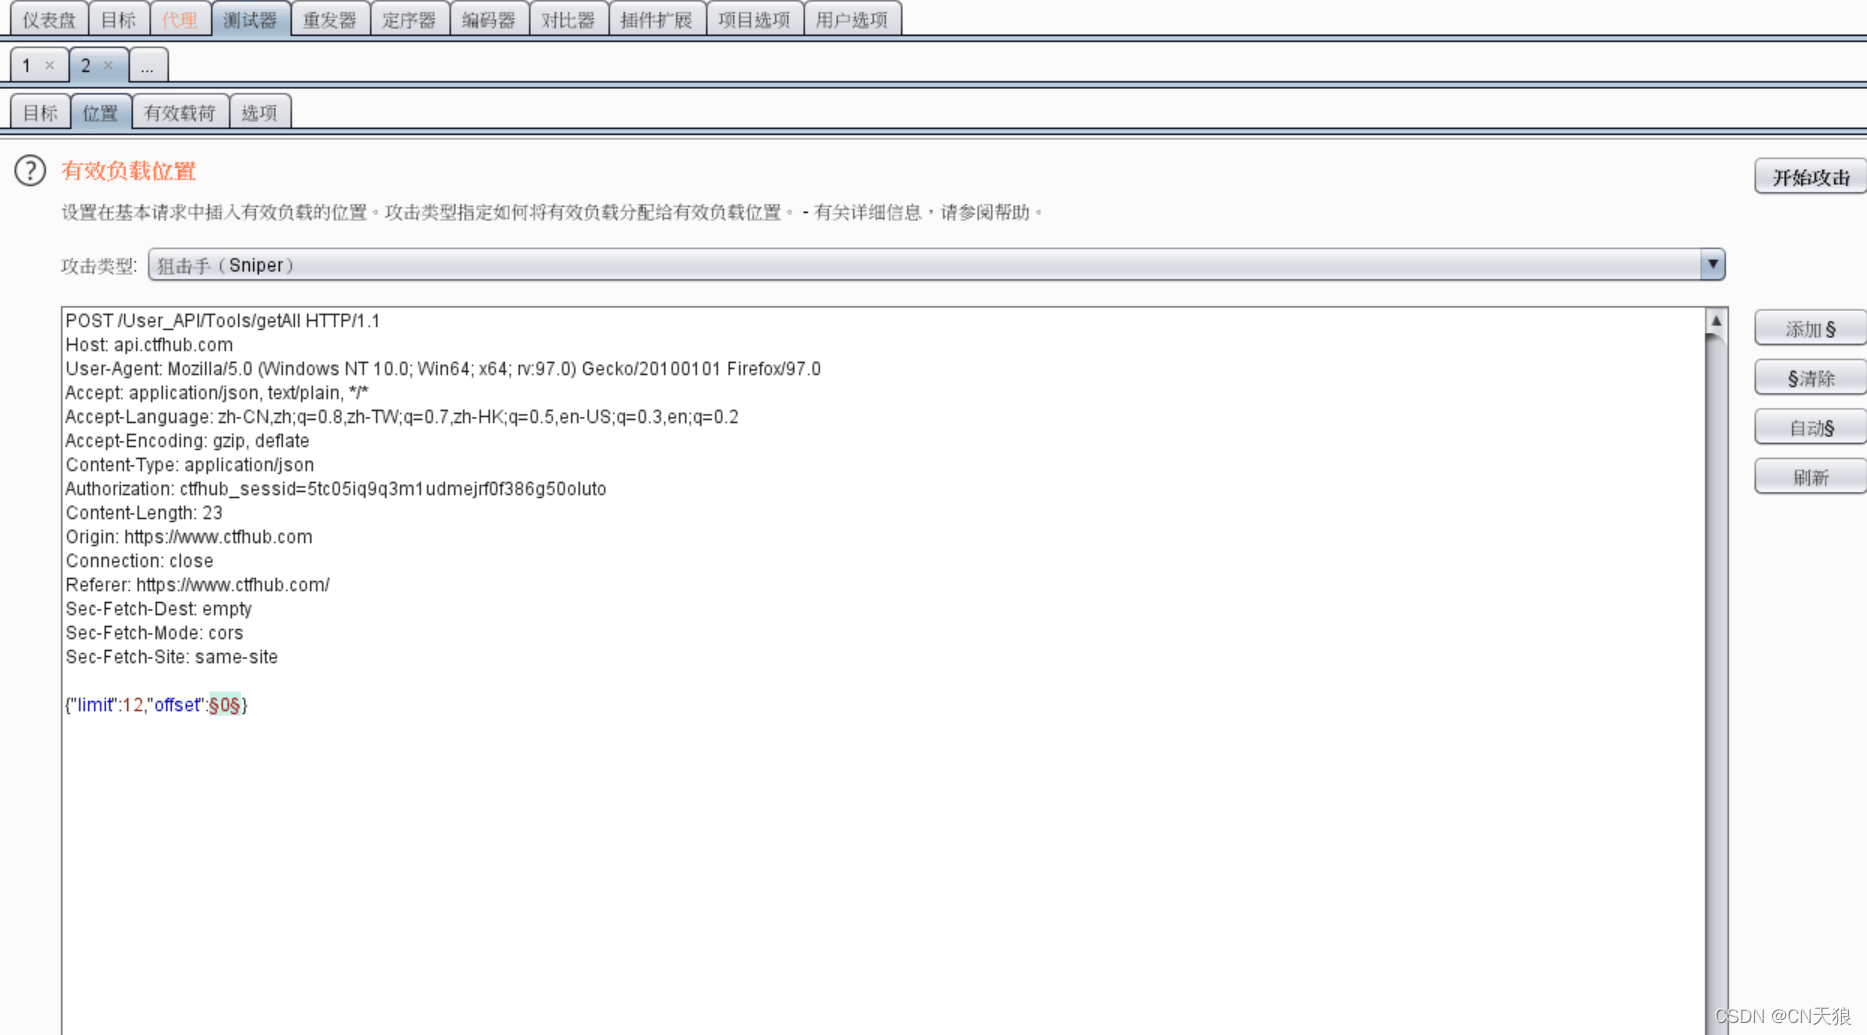 仪表盘 目标 代理 测试器 重发器 定序器 编码器 对比器 插件扩展 项目选项 用户选项
1 × 2 × ...
目标 位置 有效载荷 选项
? 有效负载位置
开始攻击
设置在基本请求中插入有效负载的位置。攻击类型指定如何将有效负载分配给有效负载位置。 - 有关详细信息，请参阅帮助。
攻击类型: 狙击手（Sniper）
POST /User_API/Tools/getAll HTTP/1.1
Host: api.ctfhub.com
User-Agent: Mozilla/5.0 (Windows NT 10.0; Win64; x64; rv:97.0) Gecko/20100101 Firefox/97.0
Accept: application/json, text/plain, */*
Accept-Language: zh-CN,zh;q=0.8,zh-TW;q=0.7,zh-HK;q=0.5,en-US;q=0.3,en;q=0.2
Accept-Encoding: gzip, deflate
Content-Type: application/json
Authorization: ctfhub_sessid=5tc05iq9q3m1udmejrf0f386g50oluto
Content-Length: 23
Origin: https://www.ctfhub.com
Connection: close
Referer: https://www.ctfhub.com/
Sec-Fetch-Dest: empty
Sec-Fetch-Mode: cors
Sec-Fetch-Site: same-site
{"limit":12,"offset":§0§}
添加 §
§清除
自动§
刷新
CSDN @CN天狼